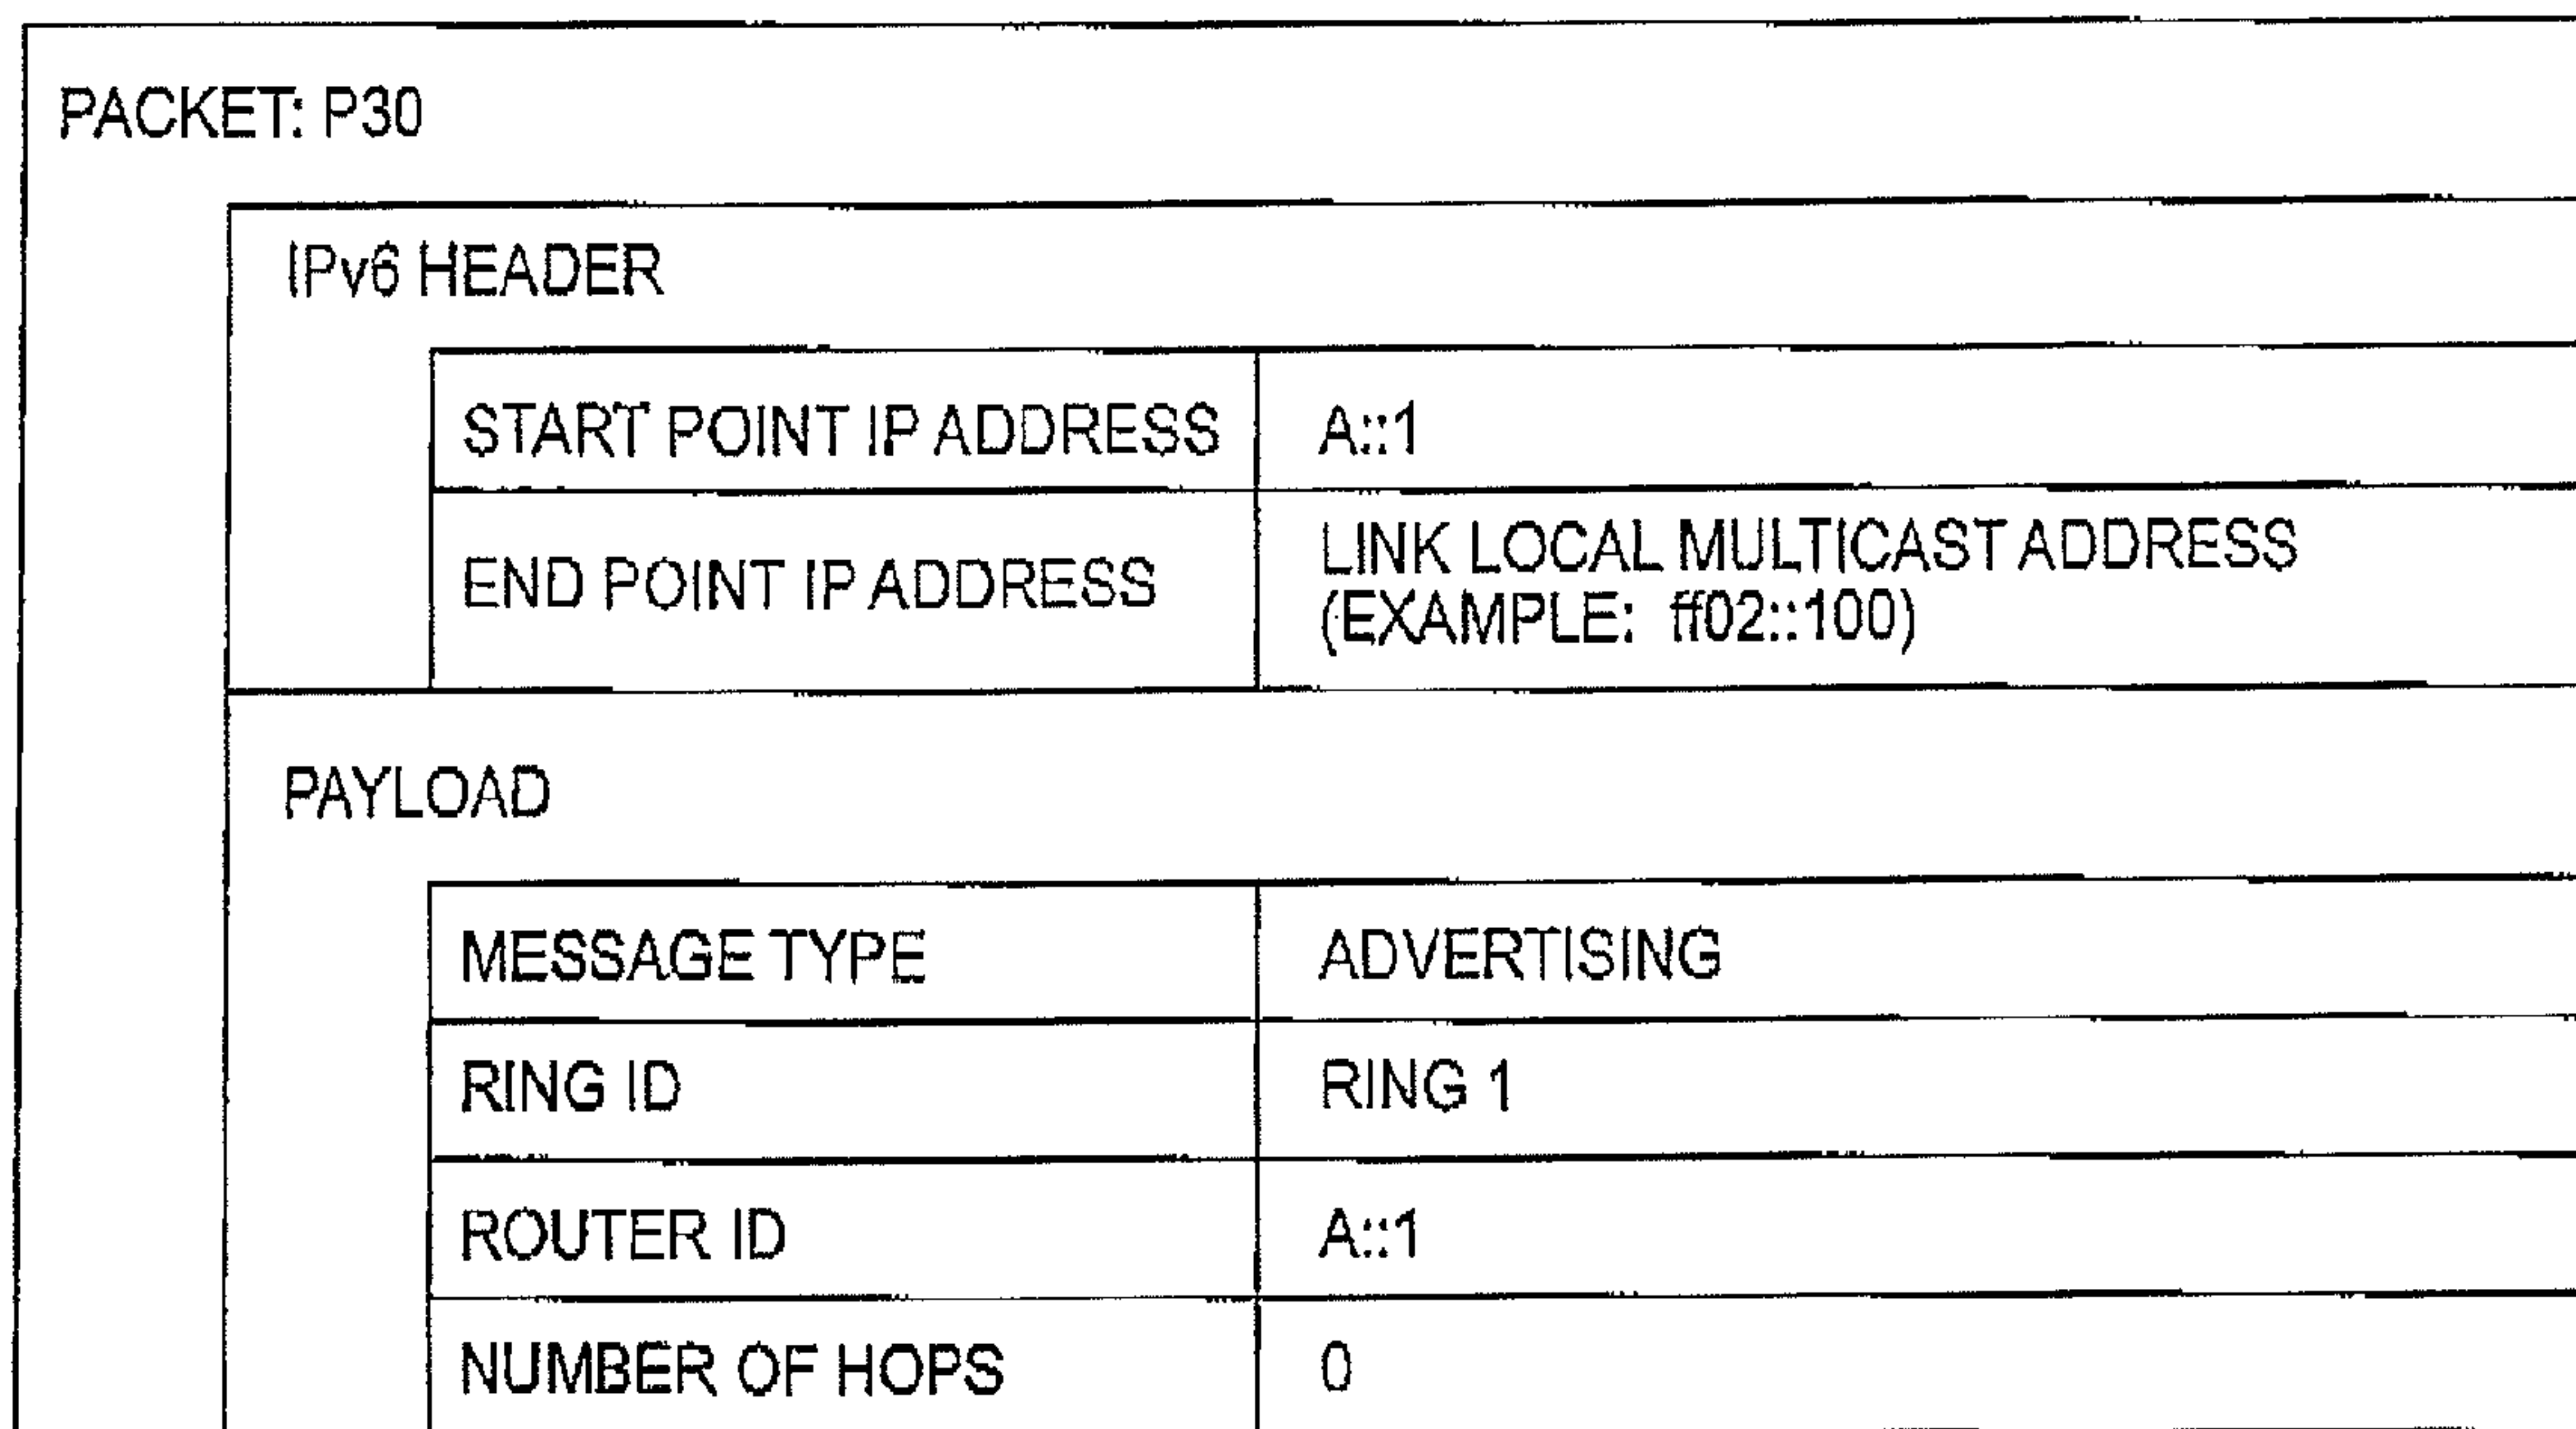 PACKET: P30
IPv6 HEADER
START POINT IP ADDRESS A::1
END POINT IP ADDRESS LINK LOCAL MULTICAST ADDRESS
(EXAMPLE: ff02::100)
PAYLOAD
MESSAGE TYPE ADVERTISING
RING ID RING 1
ROUTER ID A::1
NUMBER OF HOPS 0